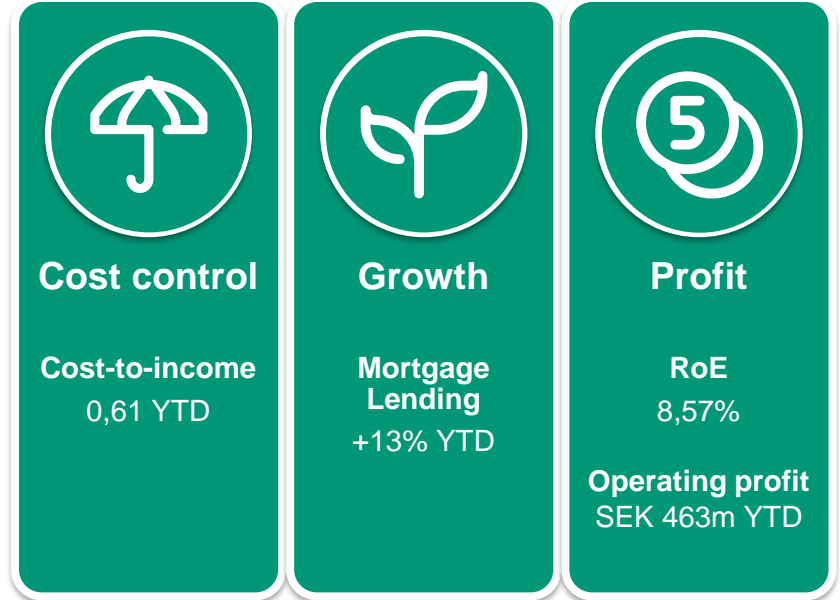 5
Cost control
Cost-to-income
0,61 YTD
Growth
Mortgage
Lending
+13% YTD
Profit
RoE
8,57%
Operating profit
SEK 463m YTD